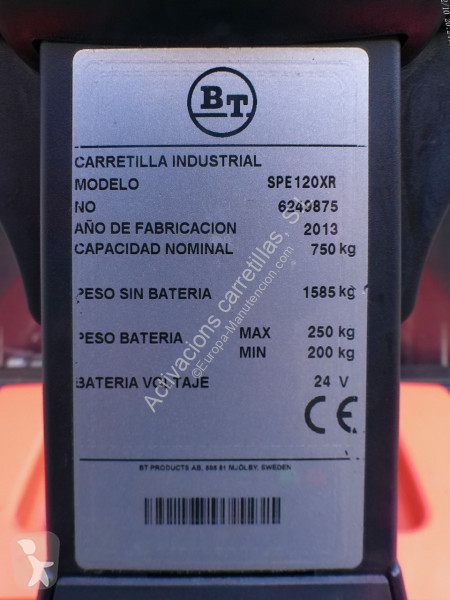 BT
CARRETILLA INDUSTRIAL
MODELO SPE120XR
NO 6249875
AÑO DE FABRICACION 2013
CAPACIDAD NOMINAL 750 kg
PESO SIN BATERIA 1585 kg
PESO BATERIA MAX 250 kg
MIN 200 kg
BATERIA VOLTAJE 24 V
CE
BT PRODUCTS AB, 595 81 MJÖLBY, SWEDEN
Activacions carretillas, S.L
©Europa-Manutencion.com